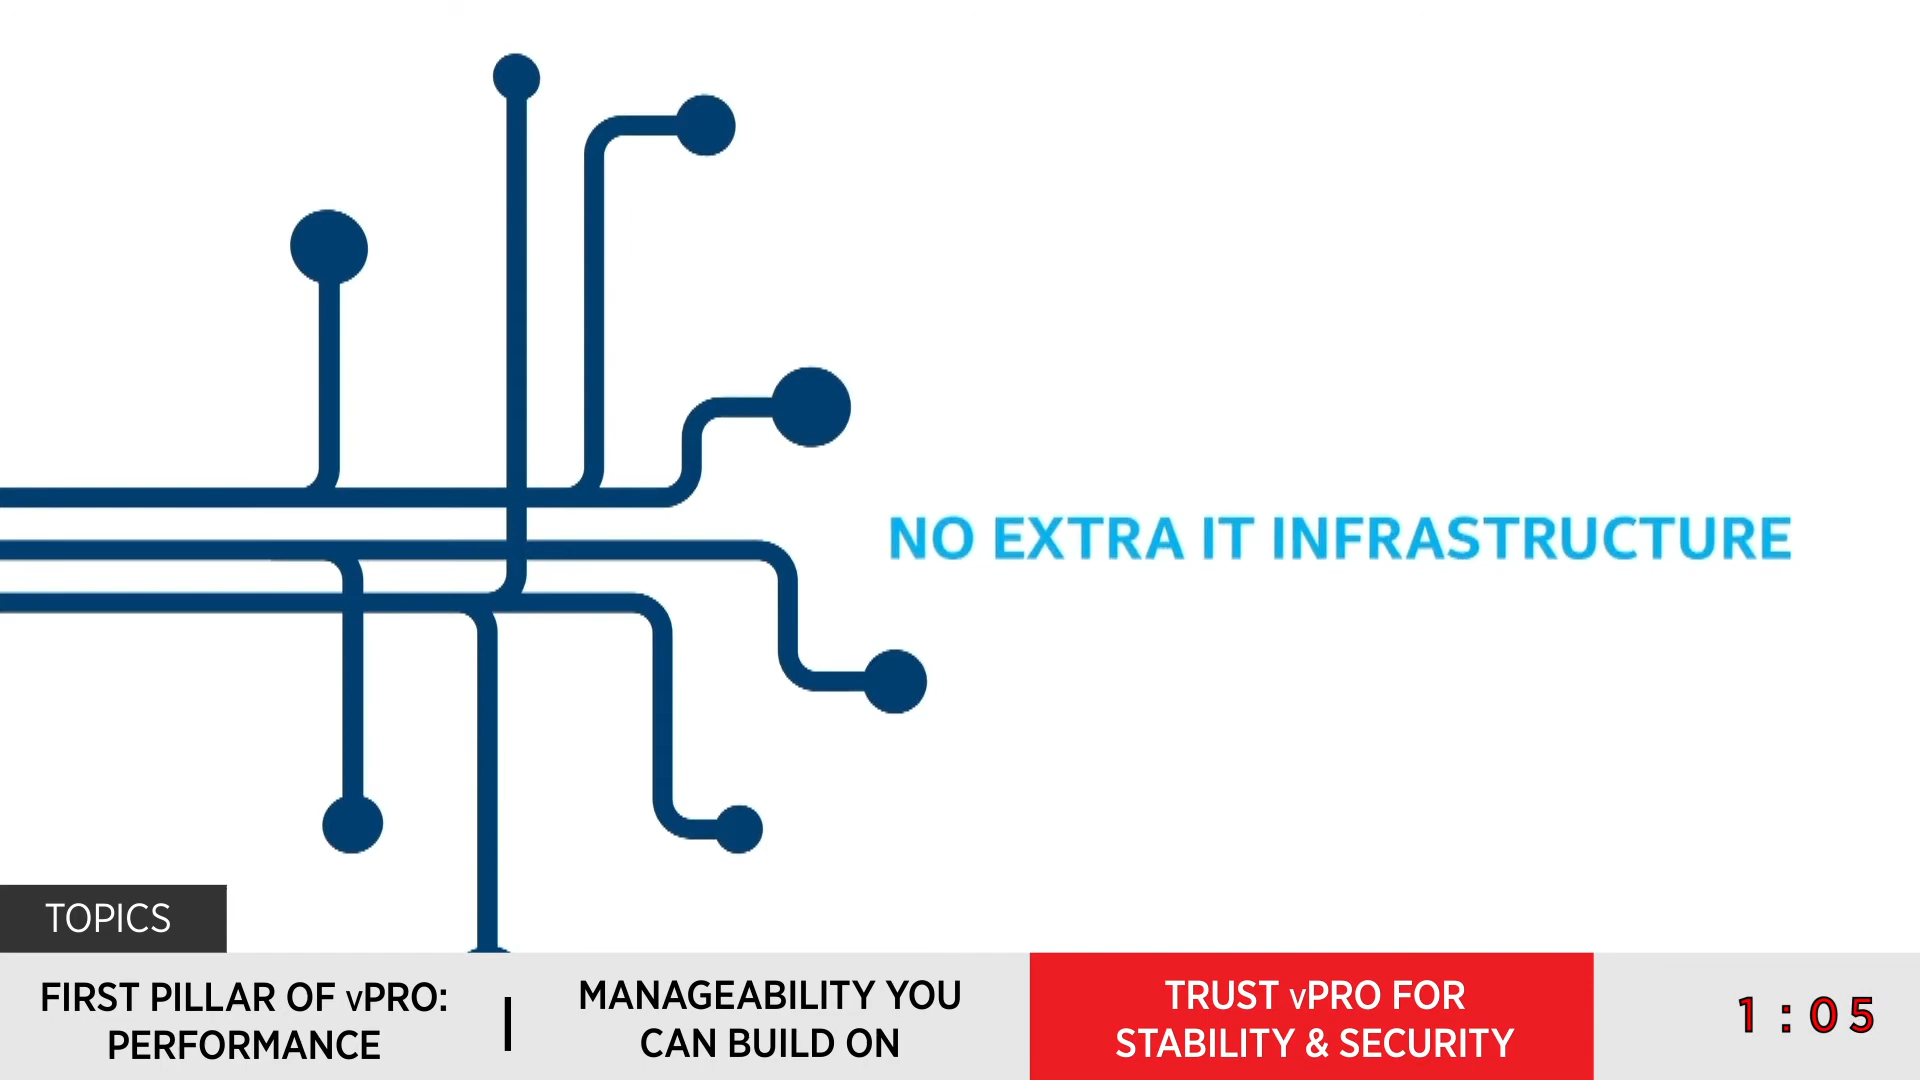 NO EXTRA IT INFRASTRUCTURE
TOPICS
FIRST PILLAR OF vPRO:
PERFORMANCE
MANAGEABILITY YOU
CAN BUILD ON
TRUST vPRO FOR
STABILITY & SECURITY
1:05